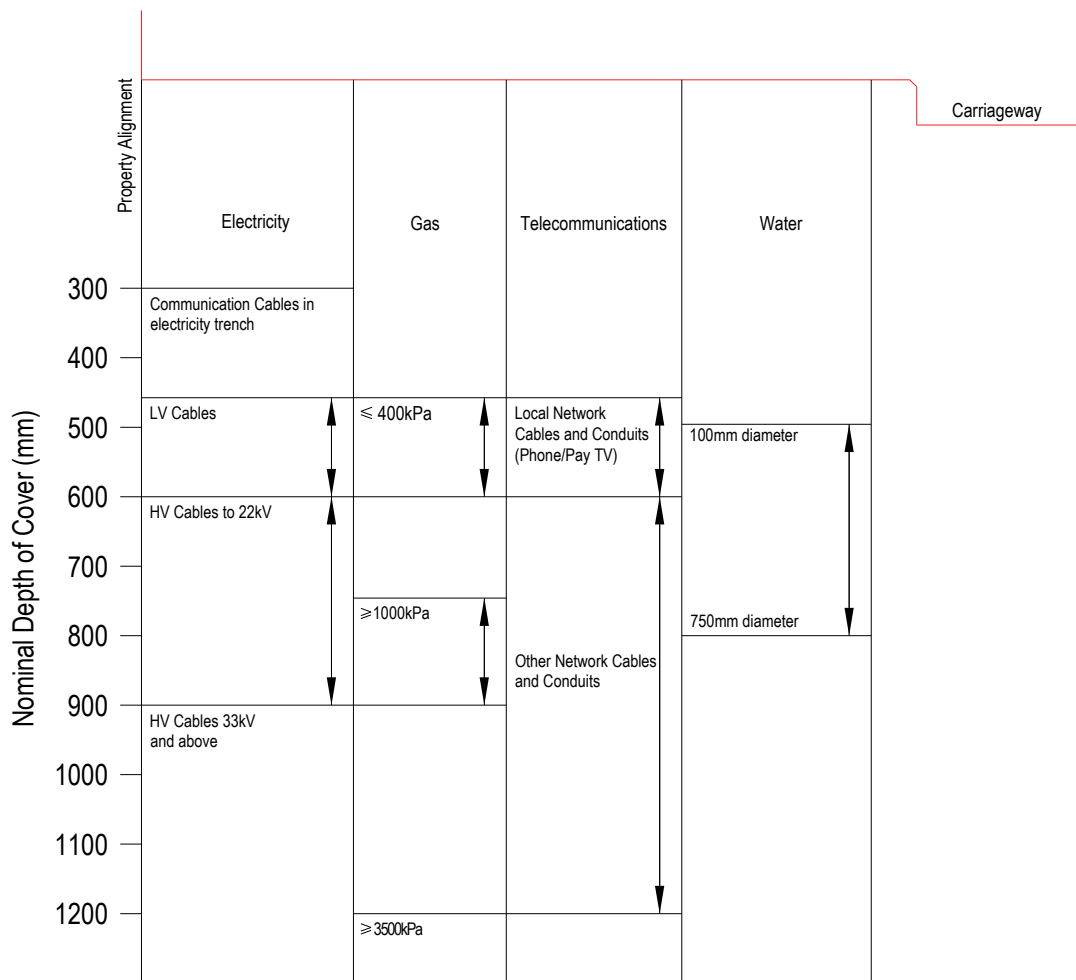 Property Alignment
Carriageway
Electricity
Gas
Telecommunications
Water
Nominal Depth of Cover (mm)
300
400
500
600
700
800
900
1000
1100
1200
Communication Cables in
electricity trench
LV Cables
HV Cables to 22kV
HV Cables 33kV
and above
≤ 400kPa
≥1000kPa
≥3500kPa
Local Network
Cables and Conduits
(Phone/Pay TV)
Other Network Cables
and Conduits
100mm diameter
750mm diameter